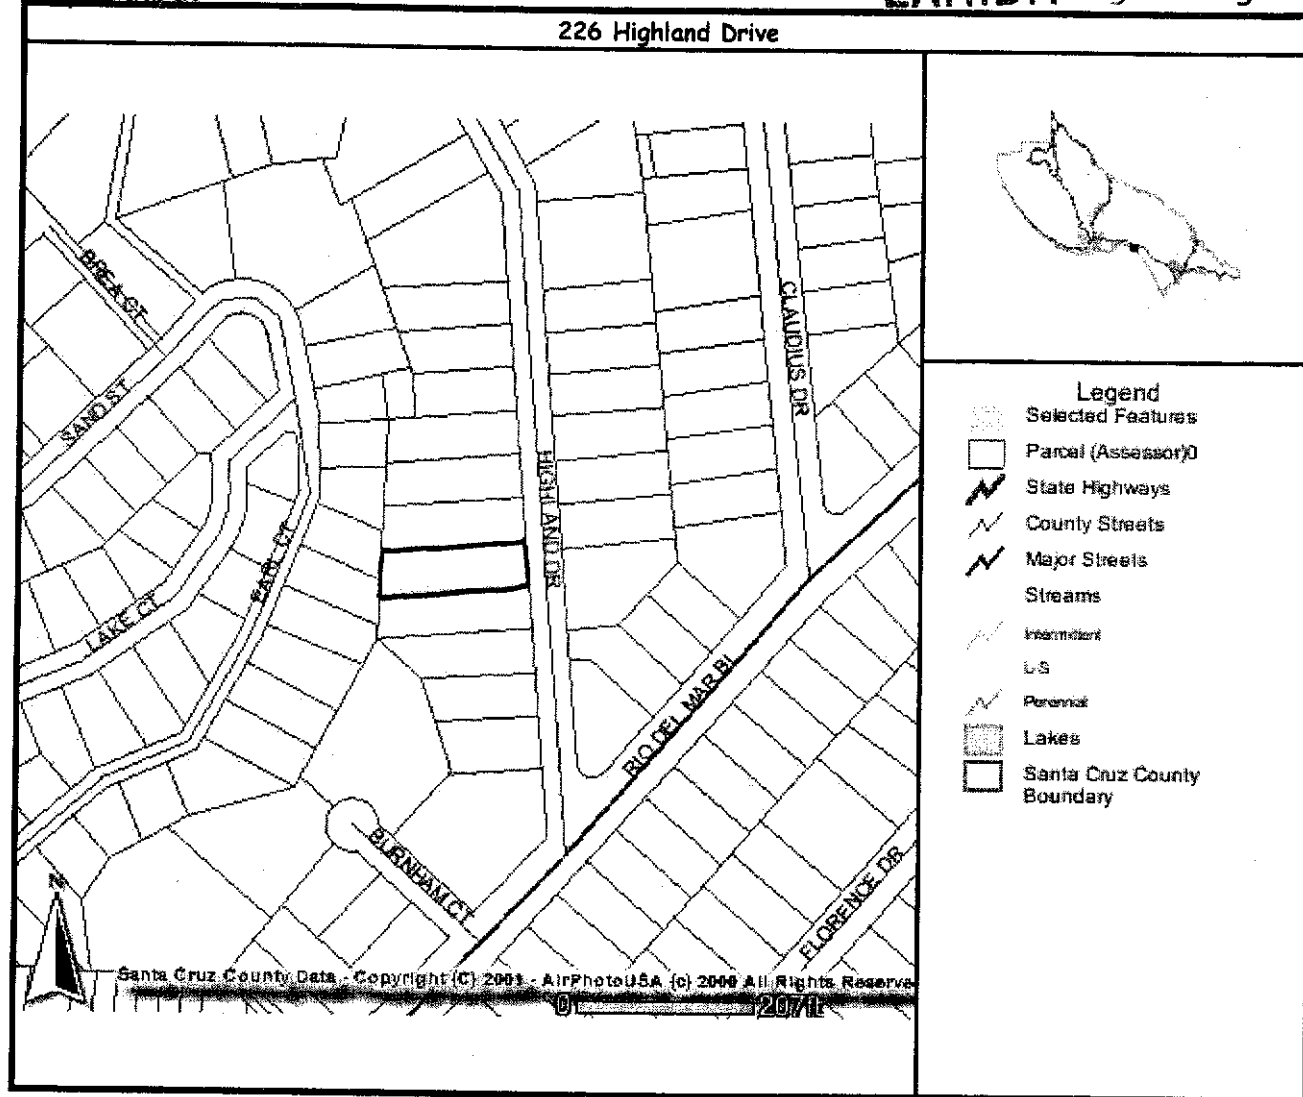 226 Highland Drive
BREA CT
SAND ST
LAKE CT
HIGHLAND DR
CLAUDIUS DR
RIO DEL MAR BL
BURNHAM CT
FLORENCE DR
N
Santa Cruz County Data - Copyright (C) 2001 - AirPhotoUSA (c) 2000 All Rights Reserve
0 207ft
Legend
Selected Features
Parcel (Assessor)0
State Highways
County Streets
Major Streets
Streams
Intermittent
L-S
Perennial
Lakes
Santa Cruz County
Boundary